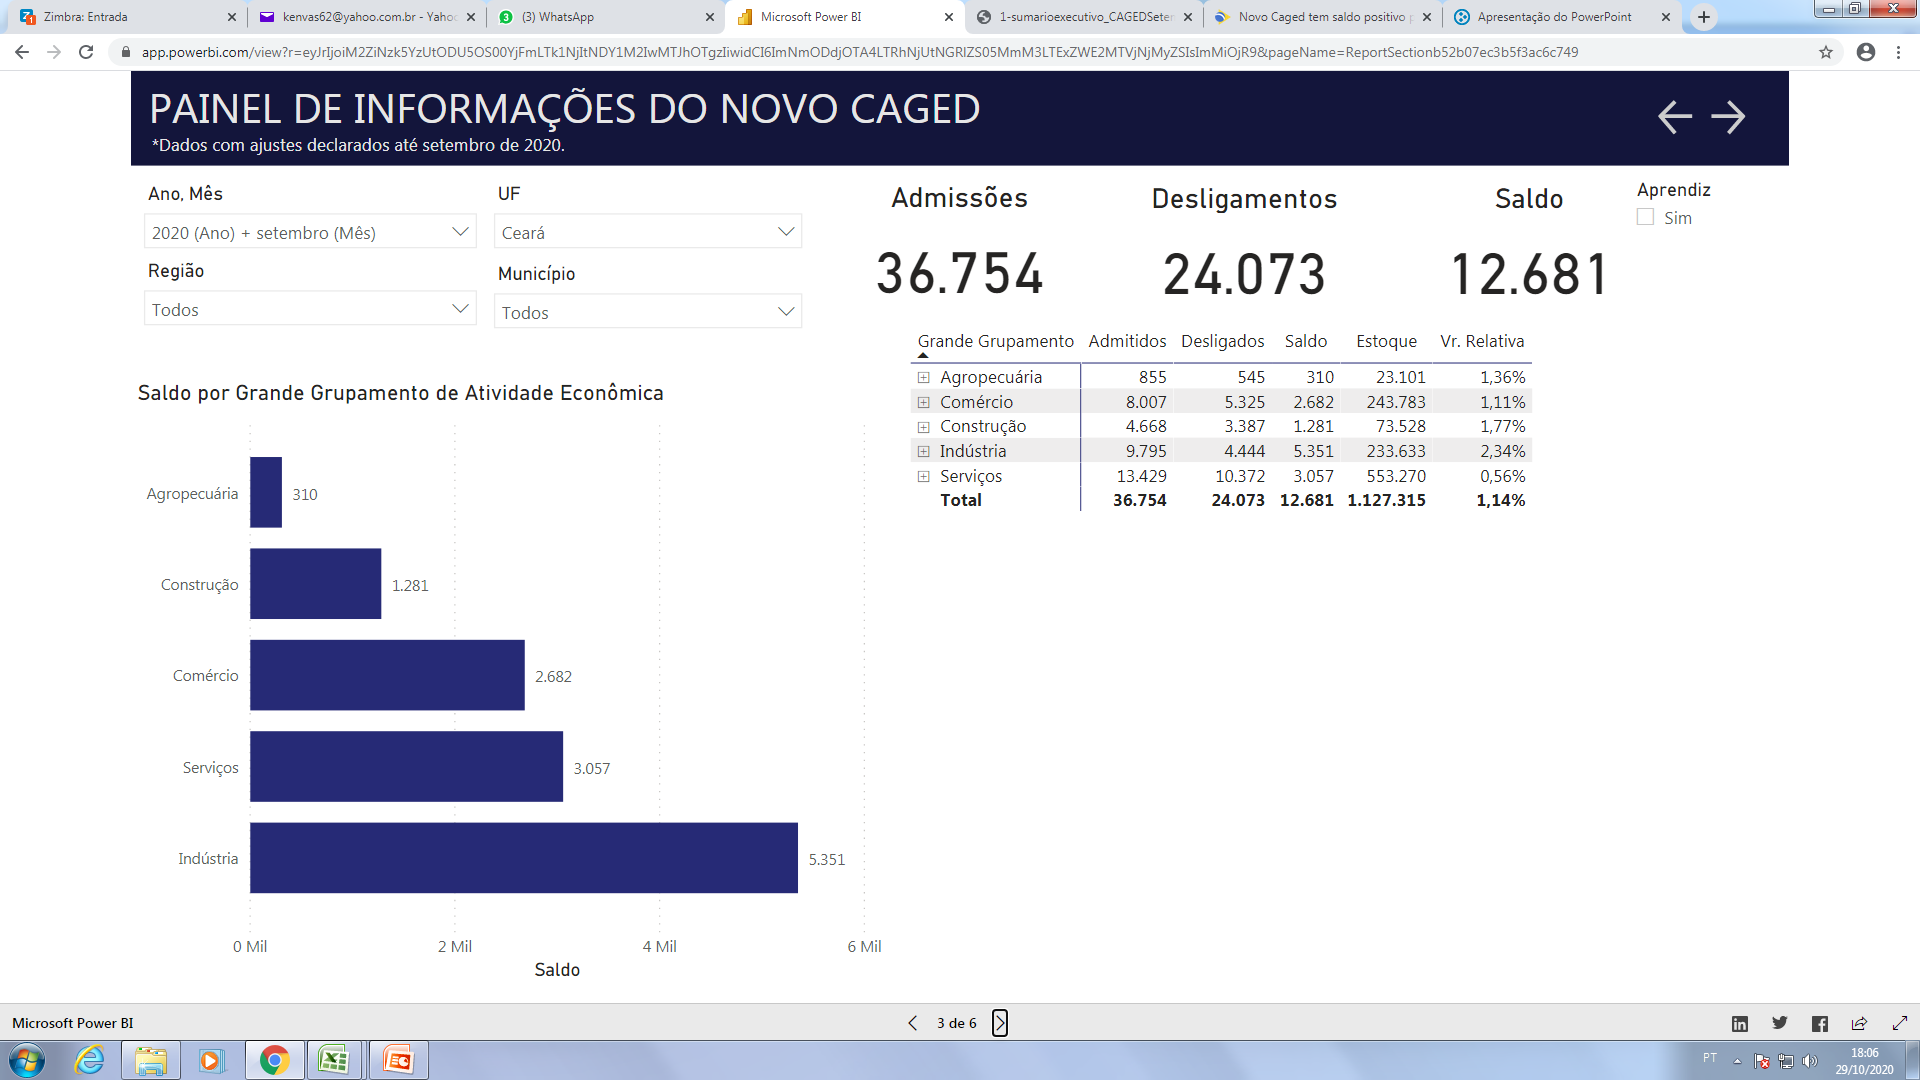 Zimbra: Entrada
kenvas62@yahoo.com.br - Yahoo
(3) WhatsApp
Microsoft Power BI
1-sumarioexecutivo_CAGEDSeter
Novo Caged tem saldo positivo p
Apresentação do PowerPoint
PAINEL DE INFORMAÇÕES DO NOVO CAGED
*Dados com ajustes declarados até setembro de 2020.
Ano, Mês
2020 (Ano) + setembro (Mês)
UF
Ceará
Região
Todos
Município
Todos
Admissões
36.754
Desligamentos
24.073
Saldo
12.681
Aprendiz
Sim
Grande Grupamento Admitidos Desligados Saldo Estoque Vr. Relativa
Agropecuária 855 545 310 23.101 1,36%
Comércio 8.007 5.325 2.682 243.783 1,11%
Construção 4.668 3.387 1.281 73.528 1,77%
Indústria 9.795 4.444 5.351 233.633 2,34%
Serviços 13.429 10.372 3.057 553.270 0,56%
Total 36.754 24.073 12.681 1.127.315 1,14%
Saldo por Grande Grupamento de Atividade Econômica
Agropecuária 310
Construção 1.281
Comércio 2.682
Serviços 3.057
Indústria 5.351
0 Mil 2 Mil 4 Mil 6 Mil
Saldo
Microsoft Power BI
3 de 6
PT
18:06
29/10/2020